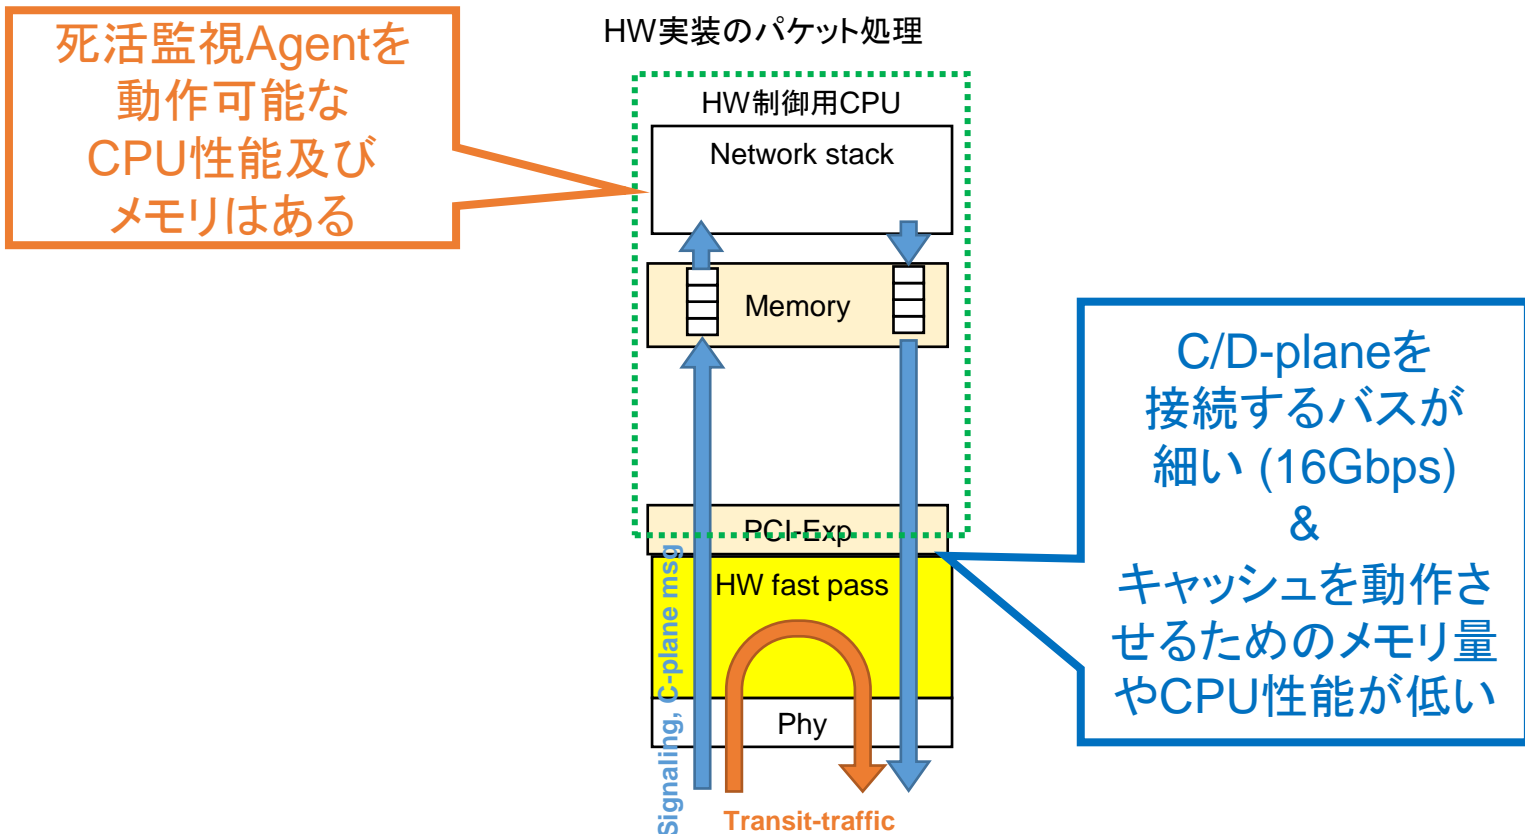 HW実装のパケット処理
死活監視Agentを
動作可能な
CPU性能及び
メモリはある
HW制御用CPU
Network stack
Memory
C/D-planeを
接続するバスが
細い (16Gbps)
&
キャッシュを動作さ
せるためのメモリ量
やCPU性能が低い
PCI-Exp
HW fast pass
Phy
Signaling, C-plane msg
Transit-traffic